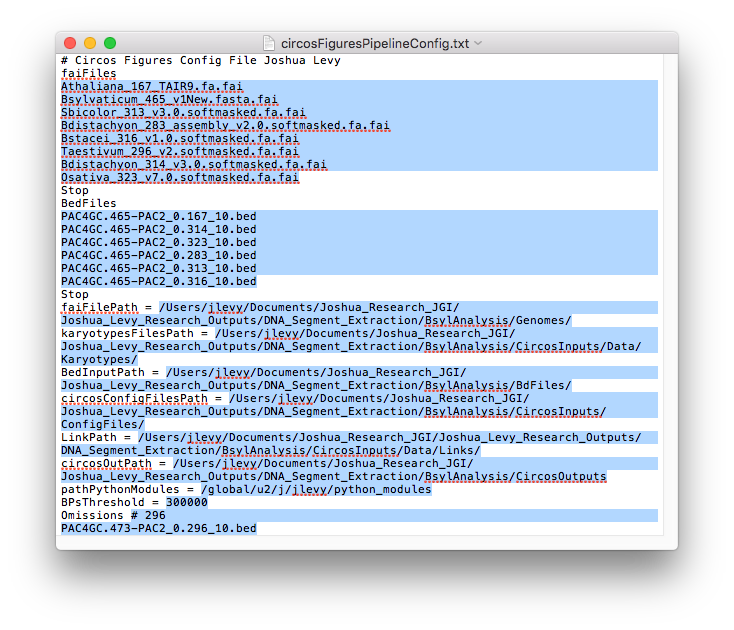 circosFiguresPipelineConfig.txt
# Circos Figures Config File Joshua Levy
faiFiles
Athaliana_167_TAIR9.fa.fai
Bsylvaticum_465_v1New.fasta.fai
Sbicolor_313_v3.0.softmasked.fa.fai
Bdistachyon_283_assembly_v2.0.softmasked.fa.fai
Bstacei_316_v1.0.softmasked.fa.fai
Taestivum_296_v2.softmasked.fa.fai
Bdistachyon_314_v3.0.softmasked.fa.fai
Osativa_323_v7.0.softmasked.fa.fai
Stop
BedFiles
PAC4GC.465-PAC2_0.167_10.bed
PAC4GC.465-PAC2_0.314_10.bed
PAC4GC.465-PAC2_0.323_10.bed
PAC4GC.465-PAC2_0.283_10.bed
PAC4GC.465-PAC2_0.313_10.bed
PAC4GC.465-PAC2_0.316_10.bed
Stop
faiFilePath = /Users/jlevy/Documents/Joshua_Research_JGI/
Joshua_Levy_Research_Outputs/DNA_Segment_Extraction/BsylAnalysis/Genomes/
karyotypesFilesPath = /Users/jlevy/Documents/Joshua_Research_JGI/
Joshua_Levy_Research_Outputs/DNA_Segment_Extraction/BsylAnalysis/CircosInputs/Data/
Karyotypes/
BedInputPath = /Users/jlevy/Documents/Joshua_Research_JGI/
Joshua_Levy_Research_Outputs/DNA_Segment_Extraction/BsylAnalysis/BdFiles/
circosConfigFilesPath = /Users/jlevy/Documents/Joshua_Research_JGI/
Joshua_Levy_Research_Outputs/DNA_Segment_Extraction/BsylAnalysis/CircosInputs/
ConfigFiles/
LinkPath = /Users/jlevy/Documents/Joshua_Research_JGI/Joshua_Levy_Research_Outputs/
DNA_Segment_Extraction/BsylAnalysis/CircosInputs/Data/Links/
circosOutPath = /Users/jlevy/Documents/Joshua_Research_JGI/
Joshua_Levy_Research_Outputs/DNA_Segment_Extraction/BsylAnalysis/CircosOutputs
pathPythonModules = /global/u2/j/jlevy/python_modules
BPsThreshold = 300000
Omissions # 296
PAC4GC.473-PAC2_0.296_10.bed